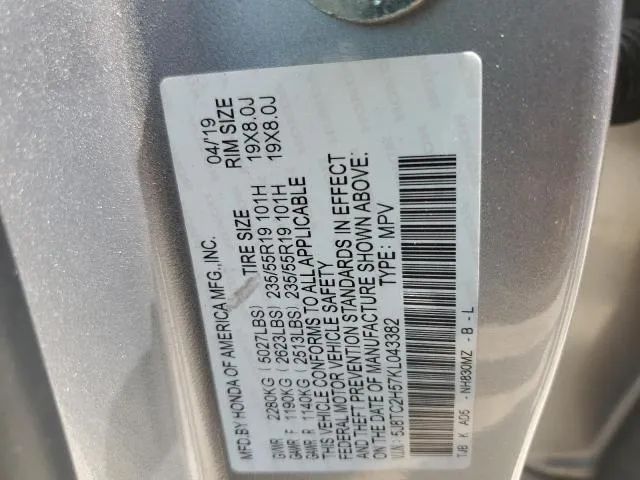 MFD.BY HONDA OF AMERICA MFG.,INC. 04/19
TIRE SIZE RIM SIZE
GVWR 2280KG (5027LBS)
GAWR F 1190KG (2623LBS) 235/55R19 101H 19X8.0J
GAWR R 1140KG (2513LBS) 235/55R19 101H 19X8.0J
THIS VEHICLE CONFORMS TO ALL APPLICABLE
FEDERAL MOTOR VEHICLE SAFETY
AND THEFT PREVENTION STANDARDS IN EFFECT
ON THE DATE OF MANUFACTURE SHOWN ABOVE.
V.I.N.: 5J8TC2H57KL043382 TYPE: MPV
TJB K AD5 - NH830MZ - B - L